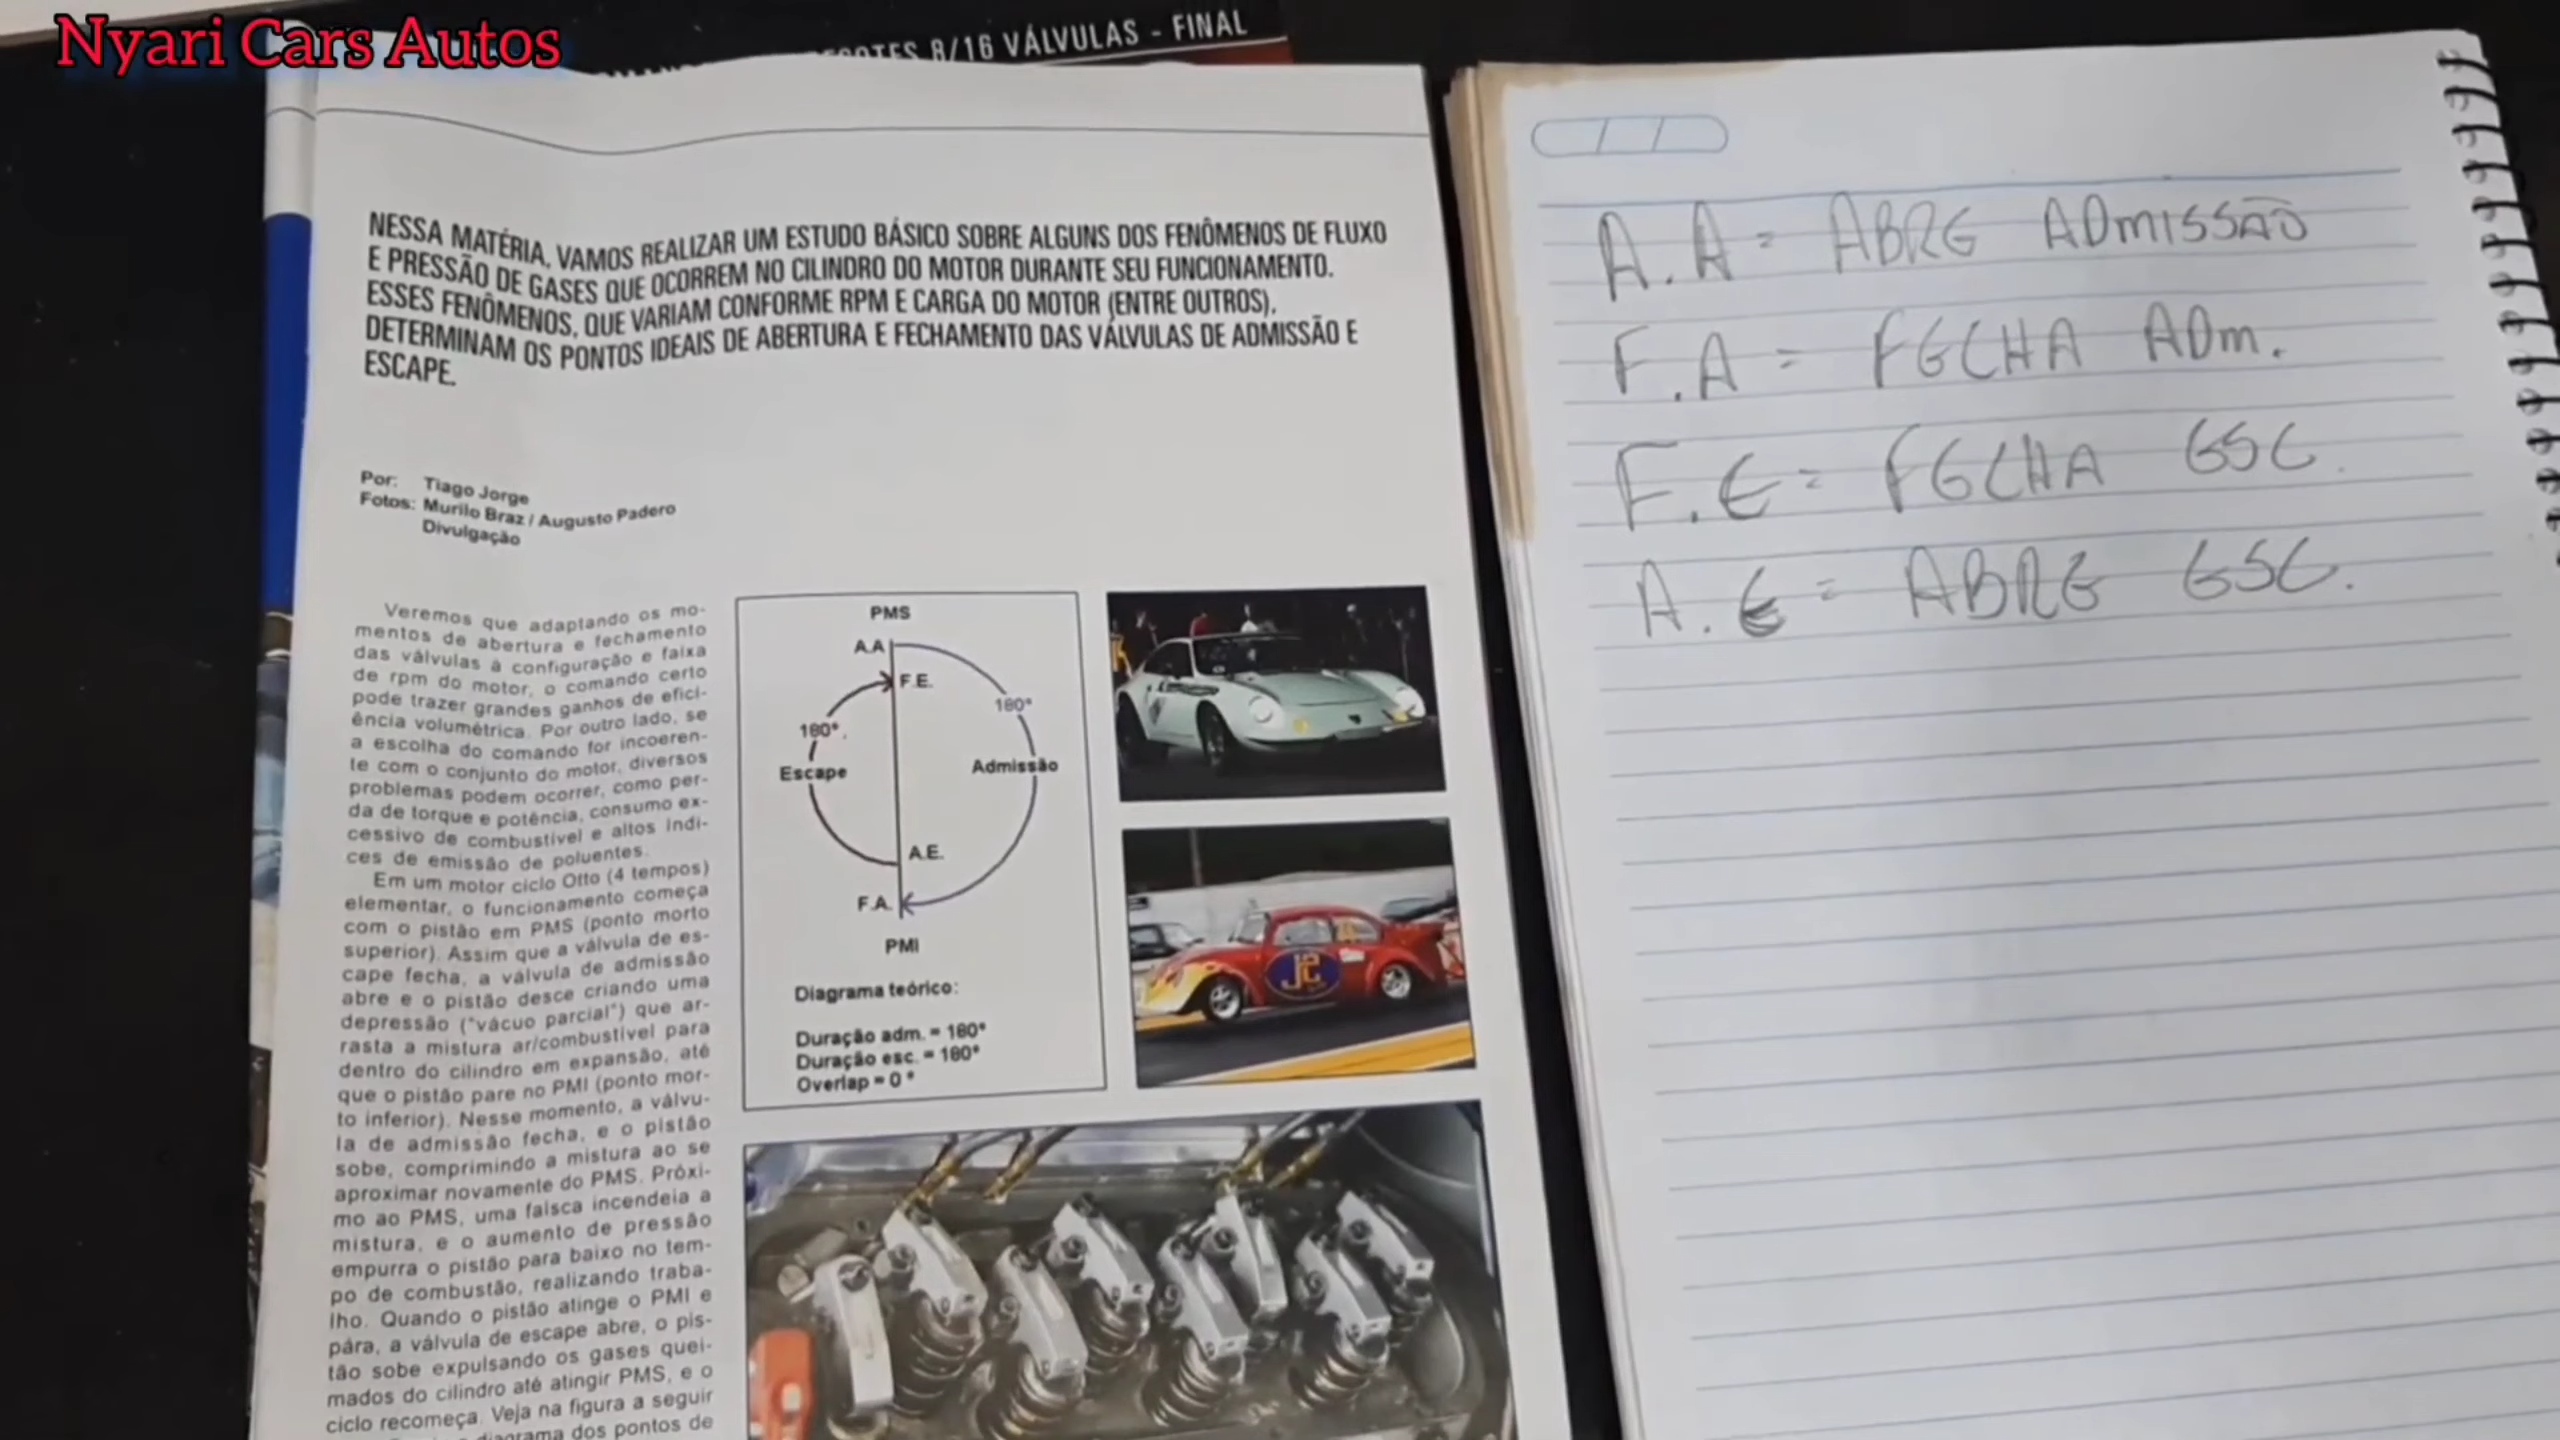 Nyari Cars Autos
8/16 VÁLVULAS - FINAL
NESSA MATÉRIA, VAMOS REALIZAR UM ESTUDO BÁSICO SOBRE ALGUNS DOS FENÔMENOS DE FLUXO
E PRESSÃO DE GASES QUE OCORREM NO CILINDRO DO MOTOR DURANTE SEU FUNCIONAMENTO.
ESSES FENÔMENOS, QUE VARIAM CONFORME RPM E CARGA DO MOTOR (ENTRE OUTROS),
DETERMINAM OS PONTOS IDEAIS DE ABERTURA E FECHAMENTO DAS VÁLVULAS DE ADMISSÃO E
ESCAPE.
Por: Tiago Jorge
Fotos: Murilo Braz / Augusto Padero
Divulgação
Veremos que adaptando os mo-
mentos de abertura e fechamento
das válvulas à configuração e faixa
de rpm do motor, o comando certo
pode trazer grandes ganhos de efici-
ência volumétrica. Por outro lado, se
a escolha do comando for incoeren-
te com o conjunto do motor, diversos
problemas podem ocorrer, como per-
da de torque e potência, consumo ex-
cessivo de combustível e altos índi-
ces de emissão de poluentes.
Em um motor ciclo Otto (4 tempos)
elementar, o funcionamento começa
com o pistão em PMS (ponto morto
superior). Assim que a válvula de es-
cape fecha, a válvula de admissão
abre e o pistão desce criando uma
depressão ("vácuo parcial") que ar-
rasta a mistura ar/combustível para
dentro do cilindro em expansão, até
que o pistão pare no PMI (ponto mor-
to inferior). Nesse momento, a válvu-
la de admissão fecha, e o pistão
sobe, comprimindo a mistura ao se
aproximar novamente do PMS. Próxi-
mo ao PMS, uma faísca incendeia a
mistura, e o aumento de pressão
empurra o pistão para baixo no tem-
po de combustão, realizando traba-
lho. Quando o pistão atinge o PMI e
pára, a válvula de escape abre, o pis-
tão sobe expulsando os gases quei-
mados do cilindro até atingir PMS, e o
ciclo recomeça. Veja na figura a seguir
diagrama dos pontos de
PMS
A.A
F.E.
180°
180°.
Escape
Admissão
A.E.
F.A.
PMI
Diagrama teórico:
Duração adm. = 180°
Duração esc. = 180°
Overlap = 0 °
J2
A.A = ABRE ADMISSÃO
F.A = FECHA ADM.
F.E = FECHA ESC.
A.E = ABRE ESC.